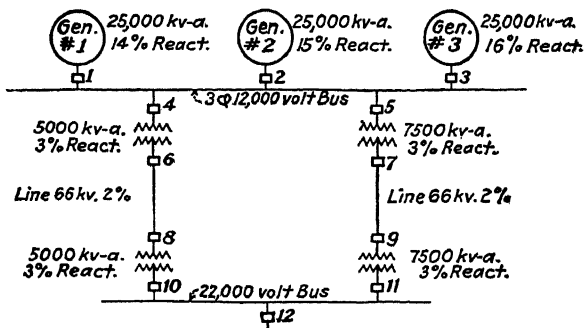 Gen. #1
25,000 kv-a.
14% React.
Gen. #2
25,000 kv-a.
15% React.
Gen. #3
25,000 kv-a.
16% React.
1
2
3
3φ12,000 volt Bus
4
5
5000 kv-a.
3% React.
7500 kv-a.
3% React.
6
7
Line 66 kv. 2%
Line 66 kv. 2%
8
9
5000 kv-a.
3% React.
7500 kv-a.
3% React.
10
22,000 volt Bus
11
12